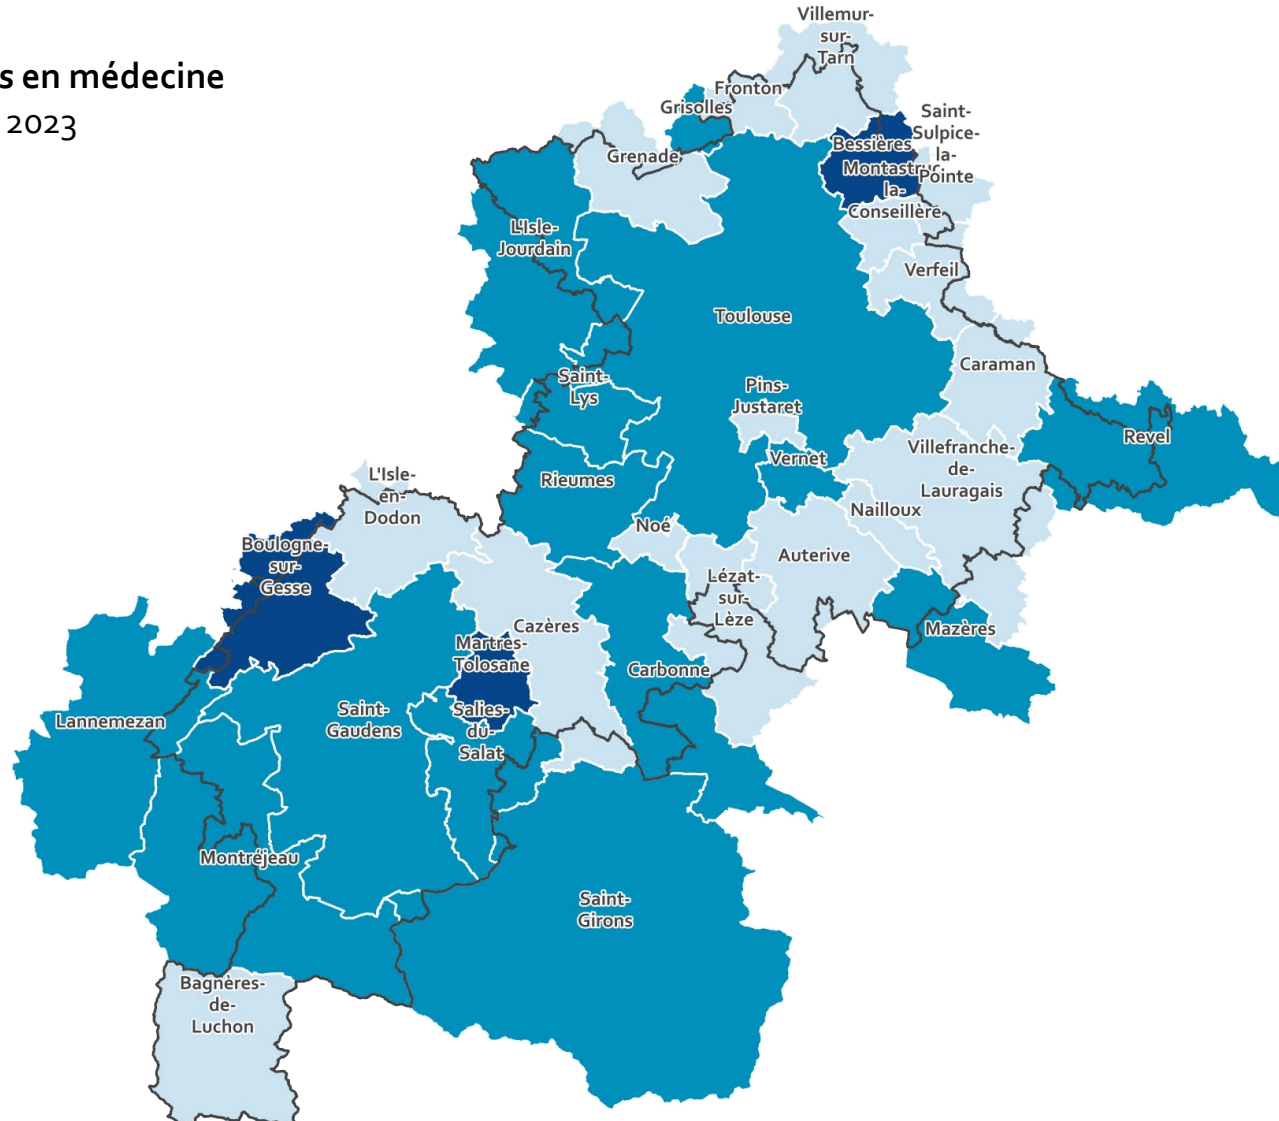 s en médecine
2023
Villemur-
sur-
Tarn
Fronton
Grisolles
Saint-
Sulpice-
la-
Pointe
Bessières
Grenade
Montastruc-
la-
Conseillère
L'Isle-
Jourdain
Verfeil
Toulouse
Caraman
Saint-
Lys
Pins-
Justaret
Revel
Villefranche-
de-
Lauragais
Vernet
Rieumes
L'Isle-
en-
Dodon
Nailloux
Noé
Boulogne-
sur-
Gesse
Auterive
Lézat-
sur-
Lèze
Cazères
Mazères
Martres-
Tolosane
Carbonne
Lannemezan
Saint-
Gaudens
Salies-
du-
Salat
Montréjeau
Saint-
Girons
Bagnères-
de-
Luchon